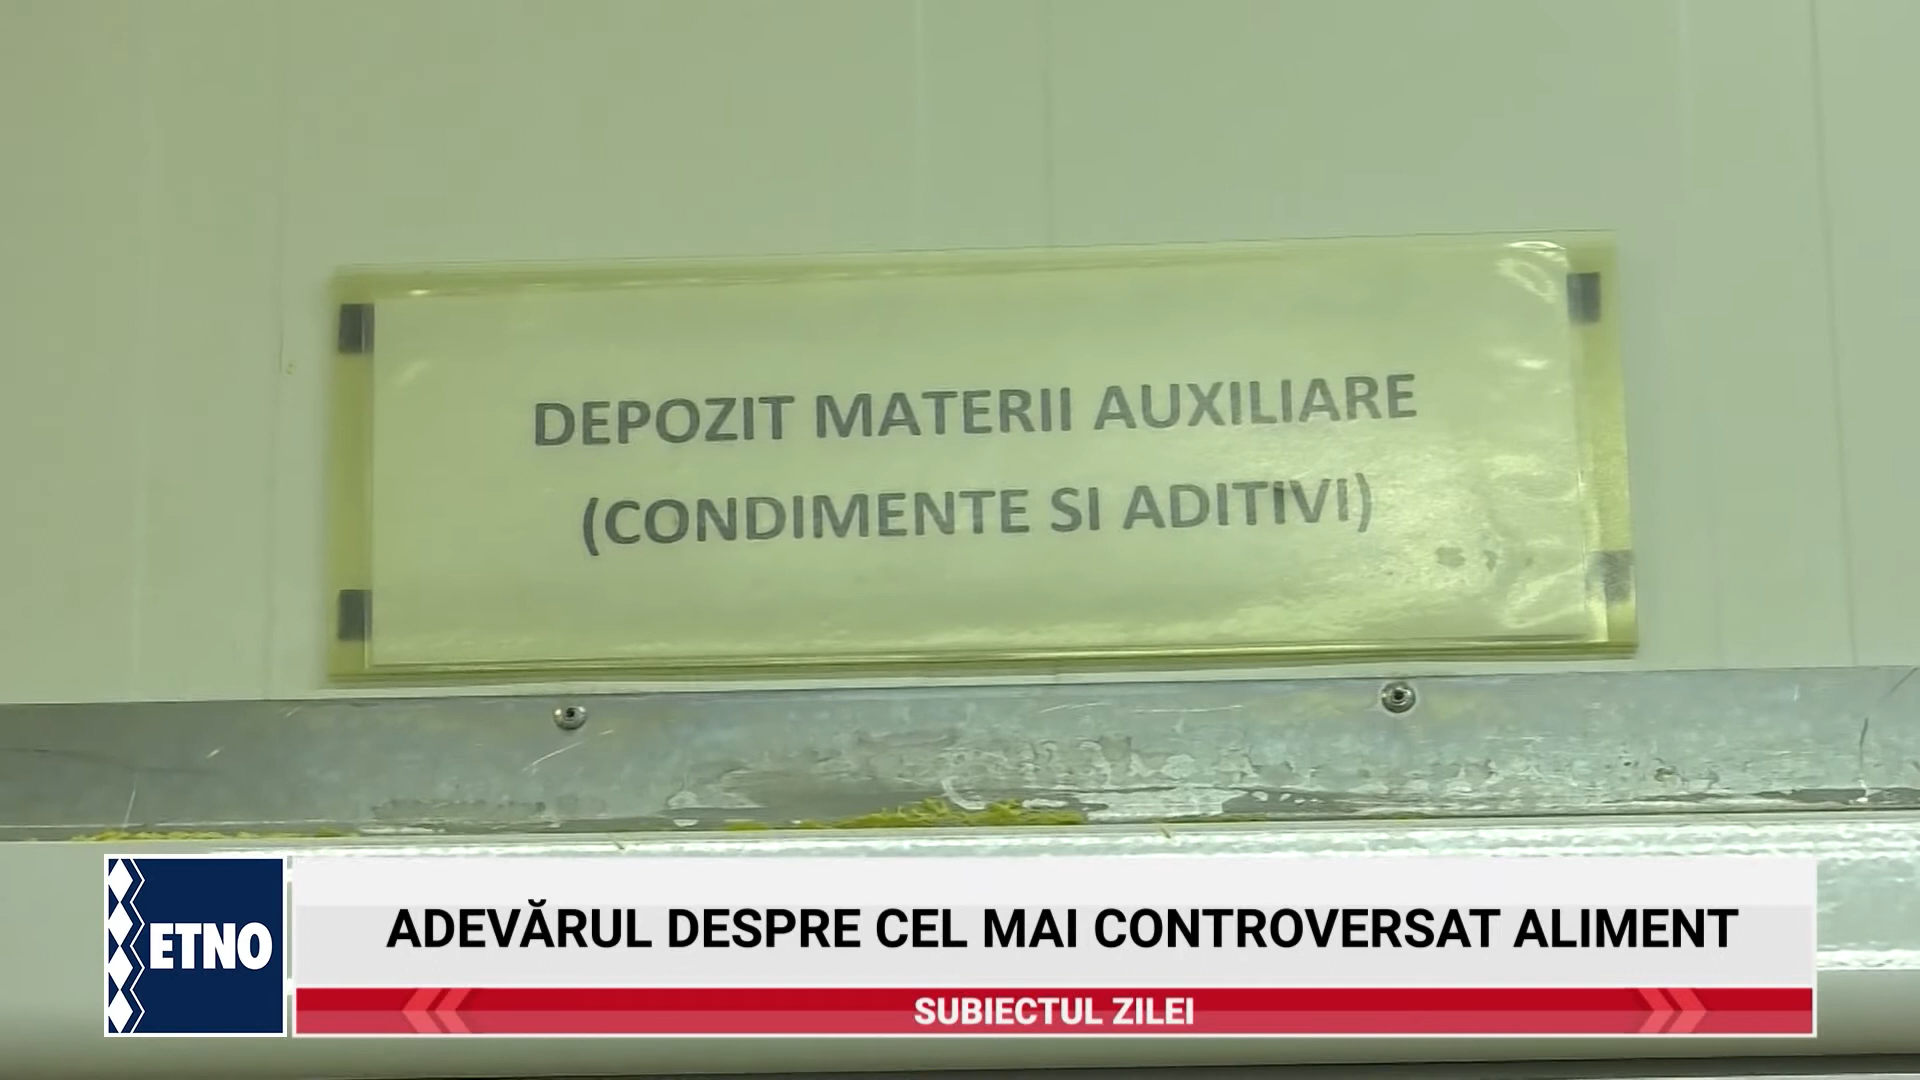 DEPOZIT MATERII AUXILIARE
(CONDIMENTE SI ADITIVI)
ETNO
ADEVĂRUL DESPRE CEL MAI CONTROVERSAT ALIMENT
SUBIECTUL ZILEI